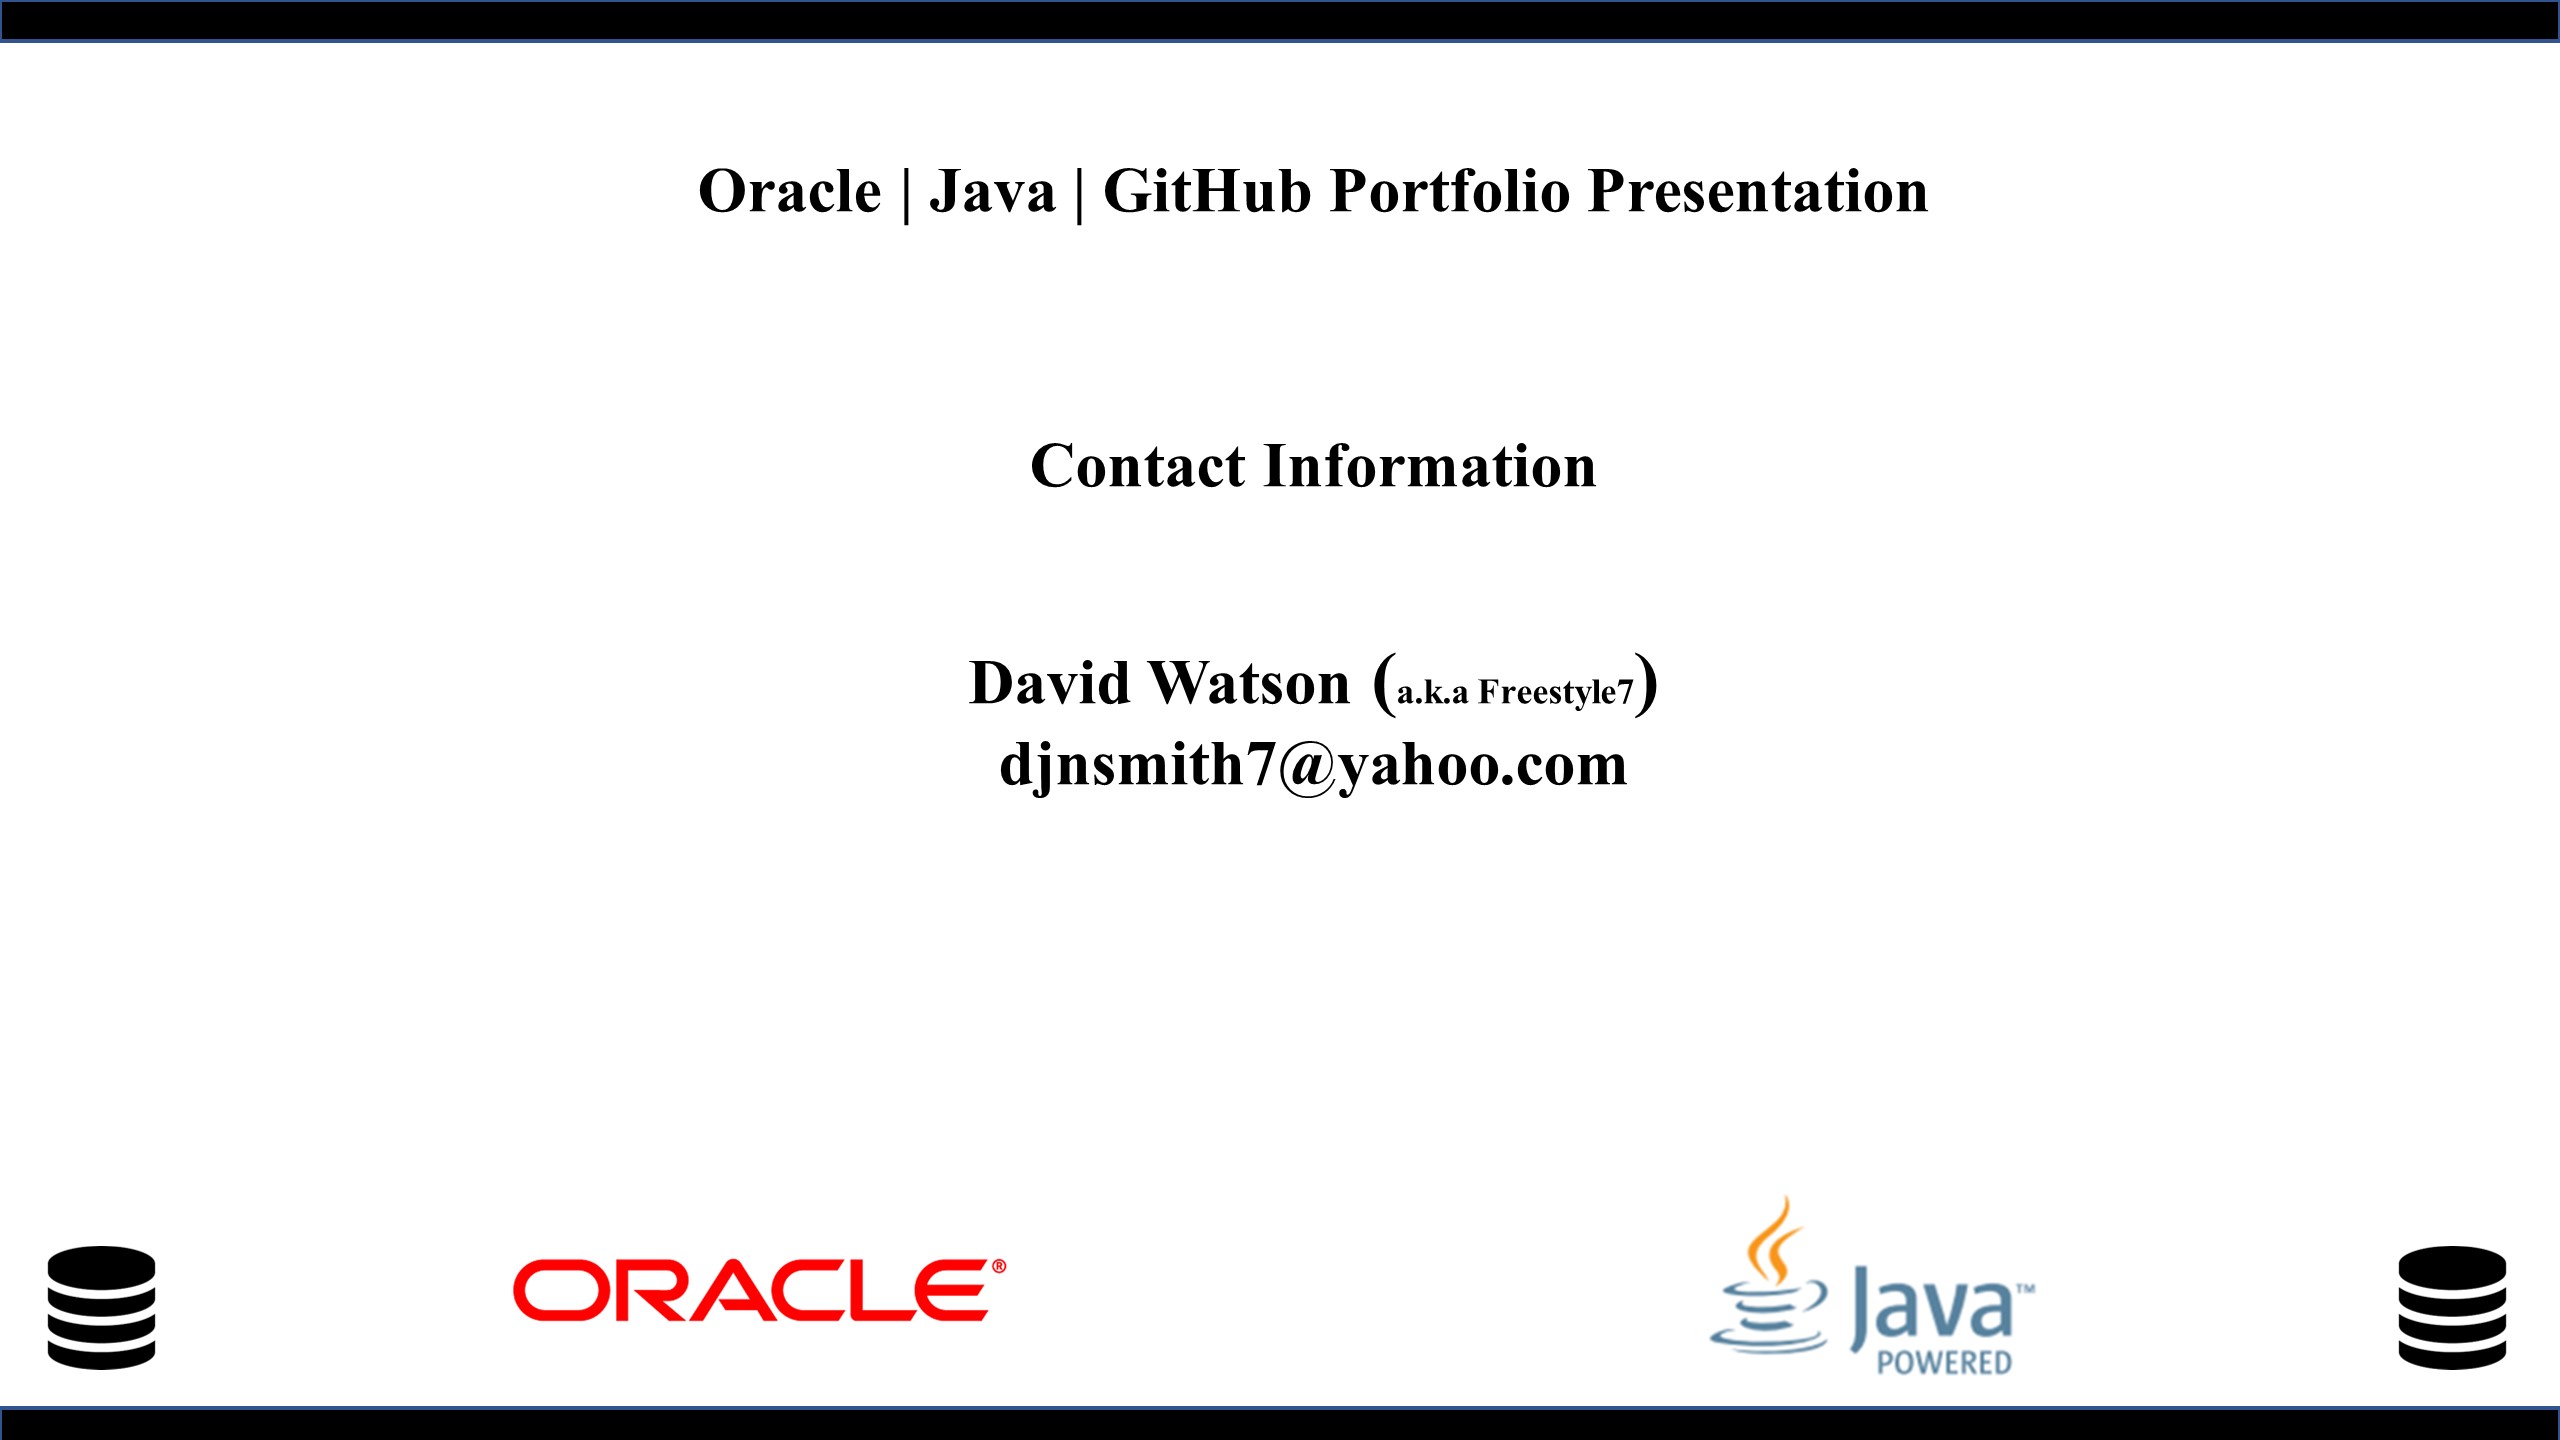 Oracle | Java | GitHub Portfolio Presentation
Contact Information
David Watson (a.k.a Freestyle7)
djnsmith7@yahoo.com
ORACLE®
Java™
POWERED